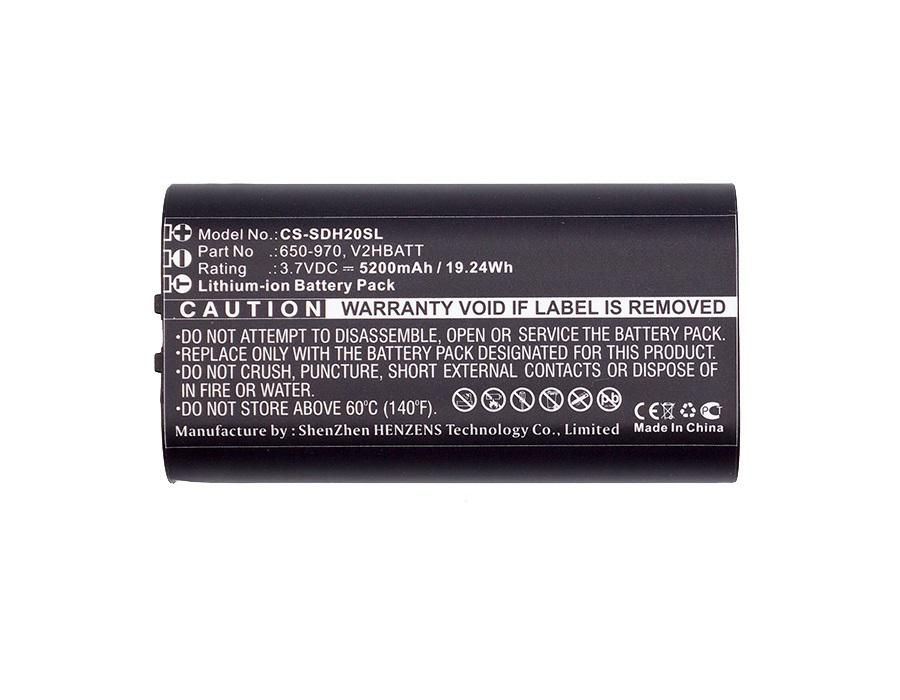 Model No.:CS-SDH20SL
Part No .:650-970, V2HBATT
Rating .:3.7VDC ⎓ 5200mAh / 19.24Wh
Lithium-ion Battery Pack
CAUTION WARRANTY VOID IF LABEL IS REMOVED
•DO NOT ATTEMPT TO DISASSEMBLE, OPEN OR SERVICE THE BATTERY PACK.
•REPLACE ONLY WITH THE BATTERY PACK DESIGNATED FOR THIS PRODUCT.
•DO NOT CRUSH, PUNCTURE, SHORT EXTERNAL CONTACTS OR DISPOSE OF
IN FIRE OR WATER.
•DO NOT STORE ABOVE 60°C (140°F).
Pb CE PC
Manufacture by : ShenZhen HENZENS Technology Co., Limited Made In China